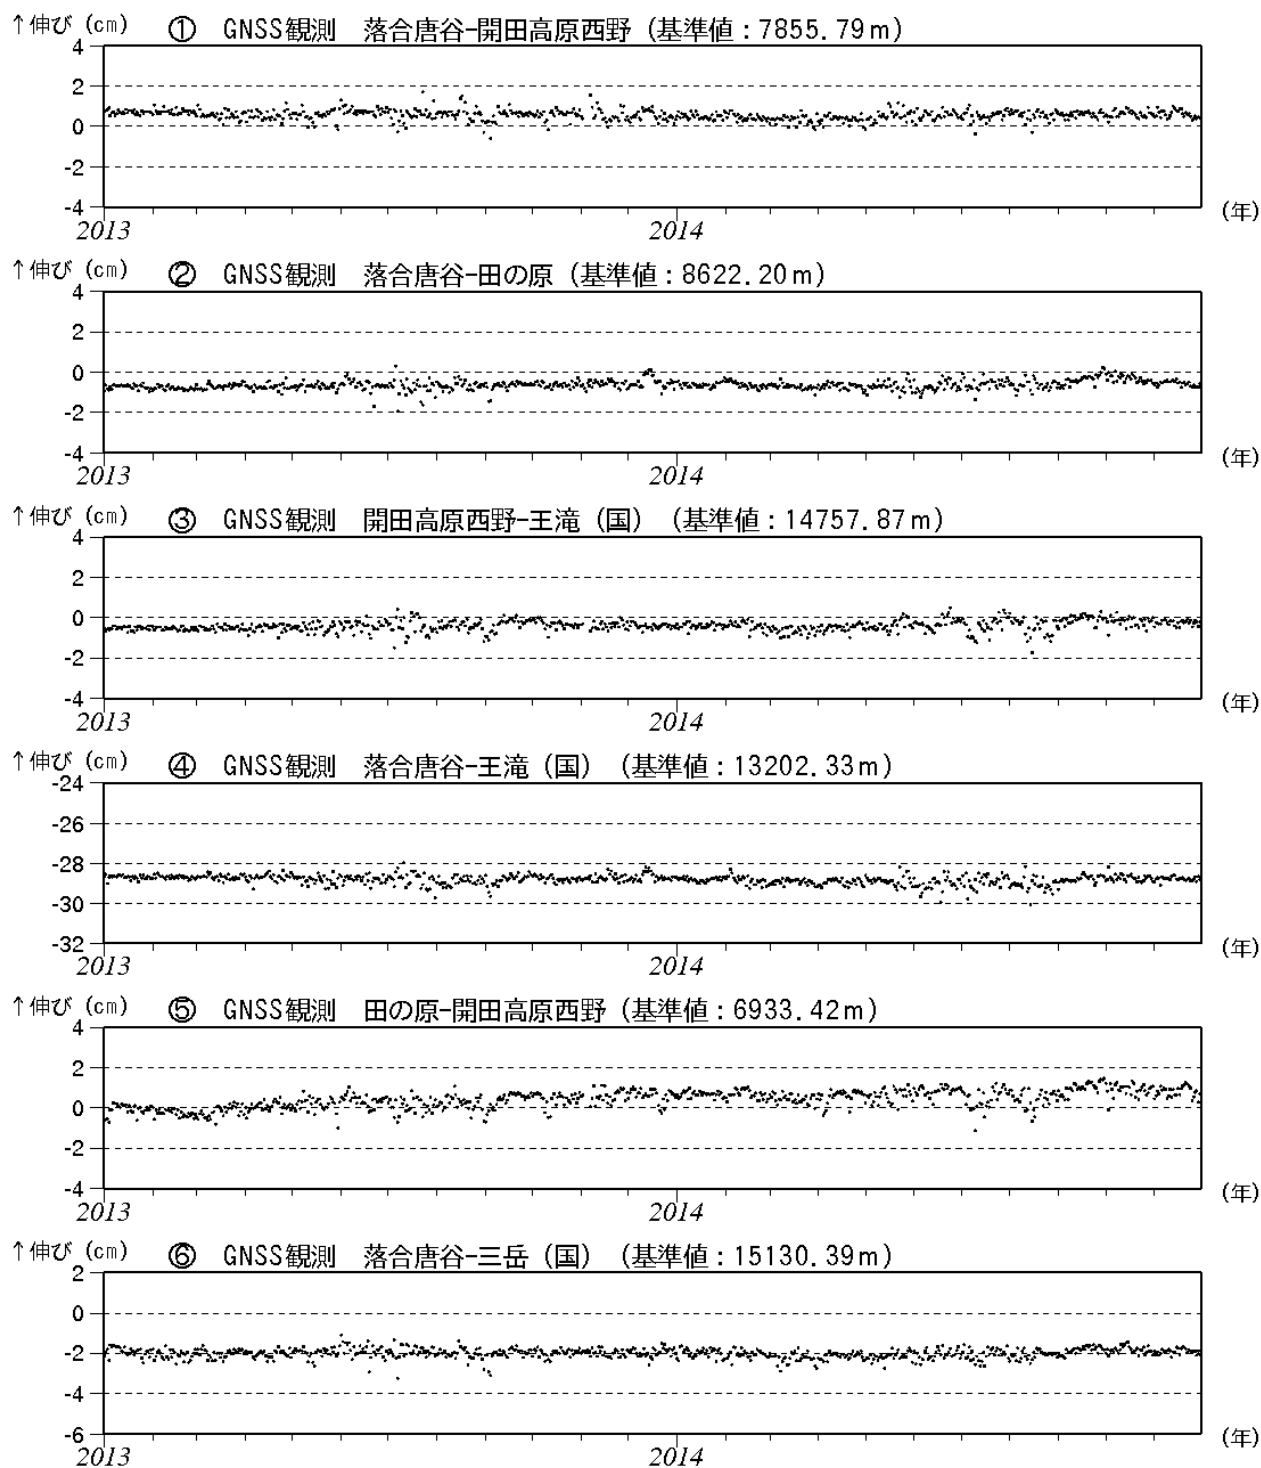 ↑伸び (cm) ① GNSS観測 落合唐谷-開田高原西野 (基準値:7855.79m)
4
2
0
-2
-4
2013 2014 (年)
↑伸び (cm) ② GNSS観測 落合唐谷-田の原 (基準値:8622.20m)
4
2
0
-2
-4
2013 2014 (年)
↑伸び (cm) ③ GNSS観測 開田高原西野-王滝(国) (基準値:14757.87m)
4
2
0
-2
-4
2013 2014 (年)
↑伸び (cm) ④ GNSS観測 落合唐谷-王滝(国) (基準値:13202.33m)
-24
-26
-28
-30
-32
2013 2014 (年)
↑伸び (cm) ⑤ GNSS観測 田の原-開田高原西野 (基準値:6933.42m)
4
2
0
-2
-4
2013 2014 (年)
↑伸び (cm) ⑥ GNSS観測 落合唐谷-三岳(国) (基準値:15130.39m)
2
0
-2
-4
-6
2013 2014 (年)